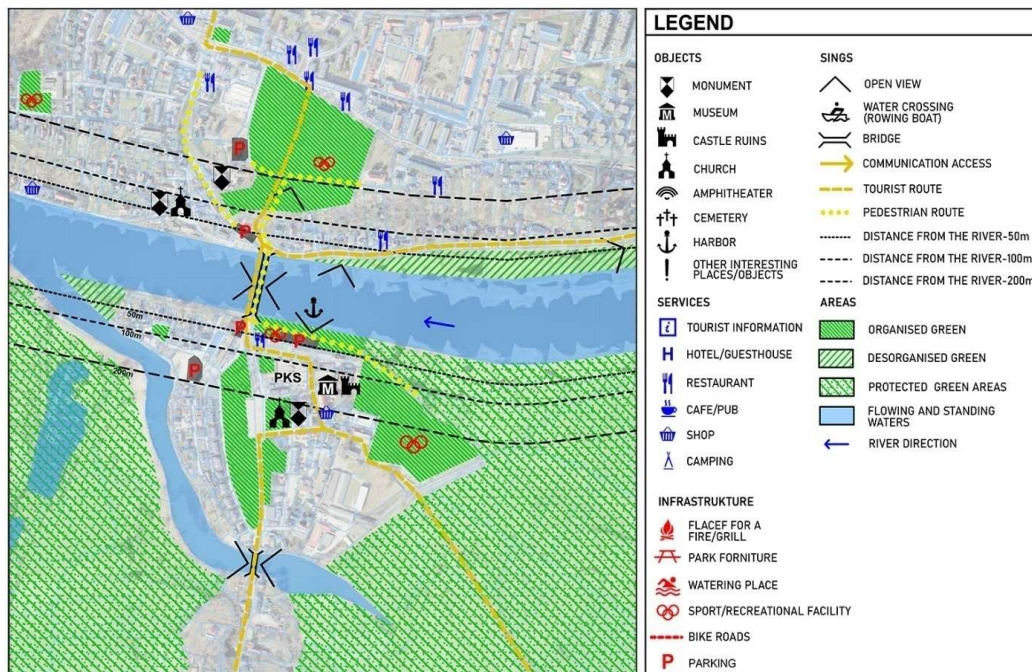 P
P
50m
100m
200m
P
P
P
PKS
M
LEGEND
OBJECTS
MONUMENT
M
MUSEUM
CASTLE RUINS
CHURCH
AMPHITHEATER
CEMETERY
HARBOR
OTHER INTERESTING
PLACES/OBJECTS
SERVICES
i TOURIST INFORMATION
H HOTEL/GUESTHOUSE
RESTAURANT
CAFE/PUB
SHOP
CAMPING
INFRASTRUKTURE
FLACEF FOR A
FIRE/GRILL
PARK FORNITURE
WATERING PLACE
SPORT/RECREATIONAL FACILITY
BIKE ROADS
P PARKING
SINGS
OPEN VIEW
WATER CROSSING
(ROWING BOAT)
BRIDGE
COMMUNICATION ACCESS
TOURIST ROUTE
PEDESTRIAN ROUTE
DISTANCE FROM THE RIVER-50m
DISTANCE FROM THE RIVER-100m
DISTANCE FROM THE RIVER-200m
AREAS
ORGANISED GREEN
DESORGANISED GREEN
PROTECTED GREEN AREAS
FLOWING AND STANDING
WATERS
RIVER DIRECTION